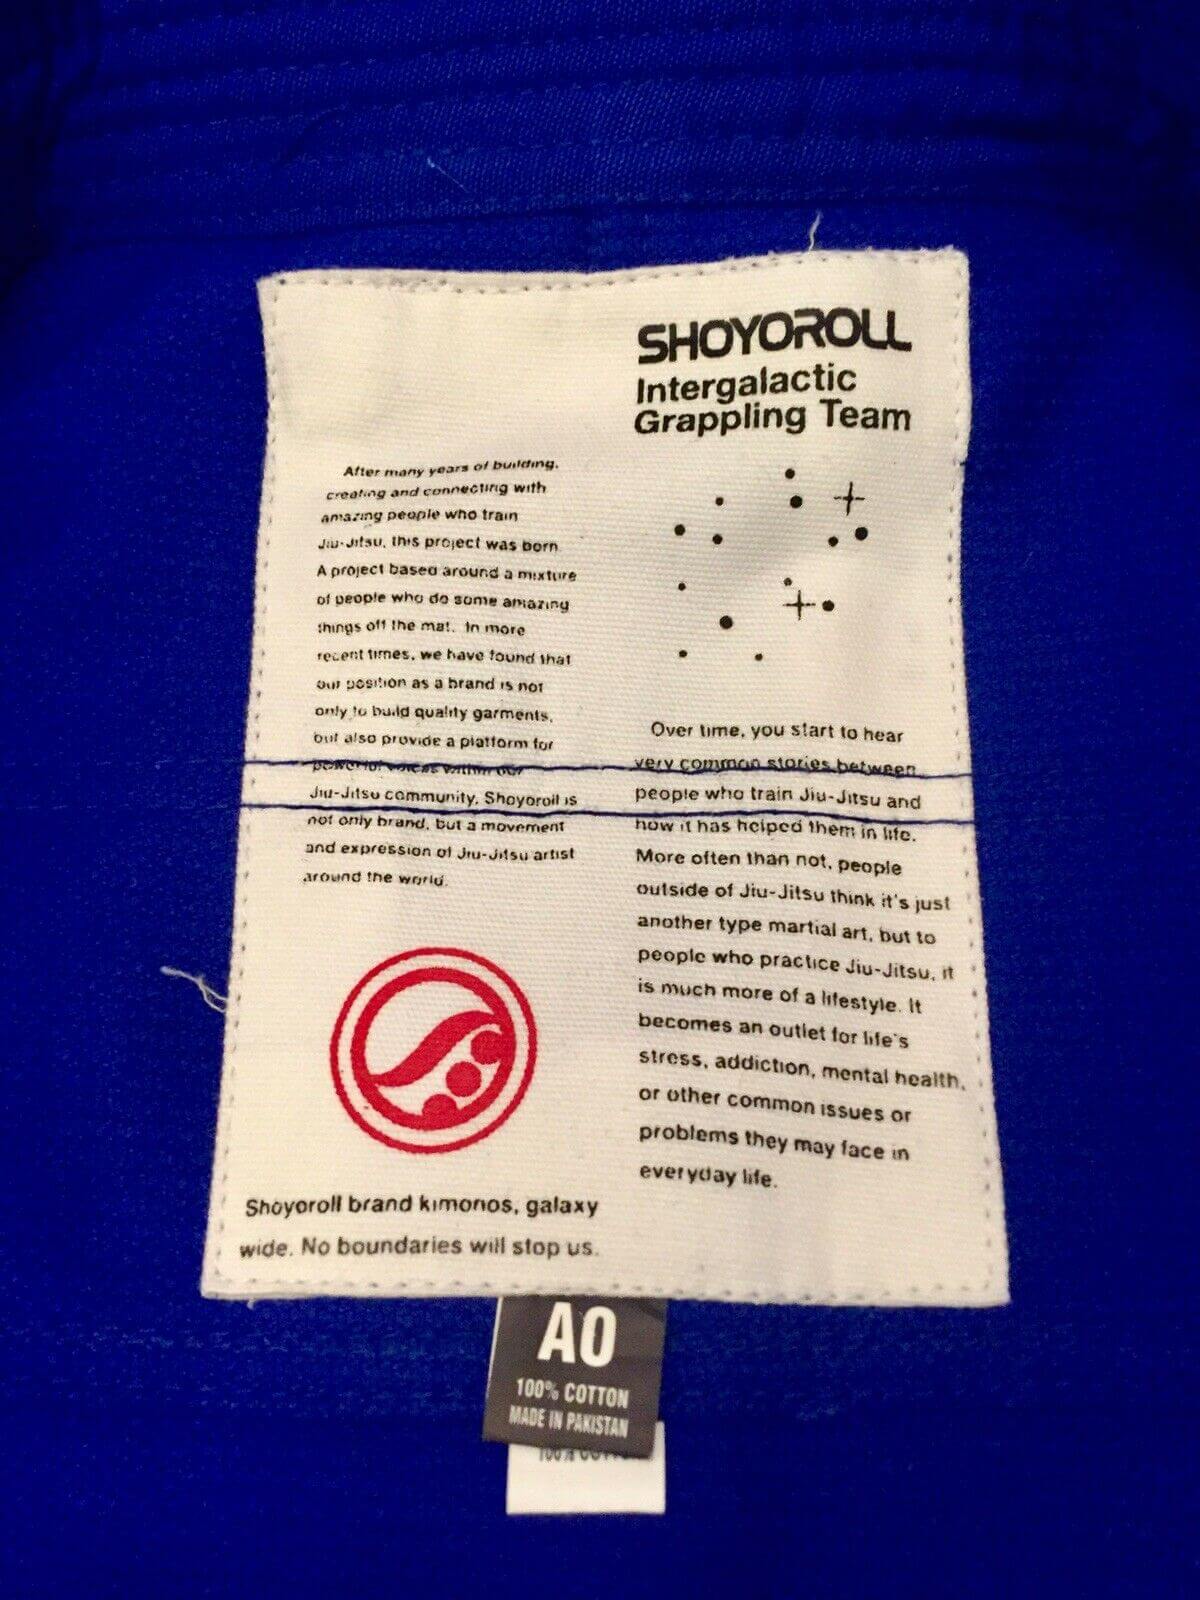 SHOYOROLL
Intergalactic
Grappling Team
After many years of building,
creating and connecting with
amazing people who train
Jiu-Jitsu, this project was born.
A project based around a mixture
of people who do some amazing
things off the mat. In more
recent times, we have found that
our position as a brand is not
only to build quality garments,
but also provide a platform for
powerful voices within our
Jiu-Jitsu community, Shoyoroll is
not only brand, but a movement
and expression of Jiu-Jitsu artist
around the world.
Over time, you start to hear
very common stories between
people who train Jiu-Jitsu and
how it has helped them in life.
More often than not, people
outside of Jiu-Jitsu think it's just
another type martial art, but to
people who practice Jiu-Jitsu, it
is much more of a lifestyle. It
becomes an outlet for life's
stress, addiction, mental health,
or other common issues or
problems they may face in
everyday life.
Shoyoroll brand kimonos, galaxy
wide. No boundaries will stop us.
A0
100% COTTON
MADE IN PAKISTAN